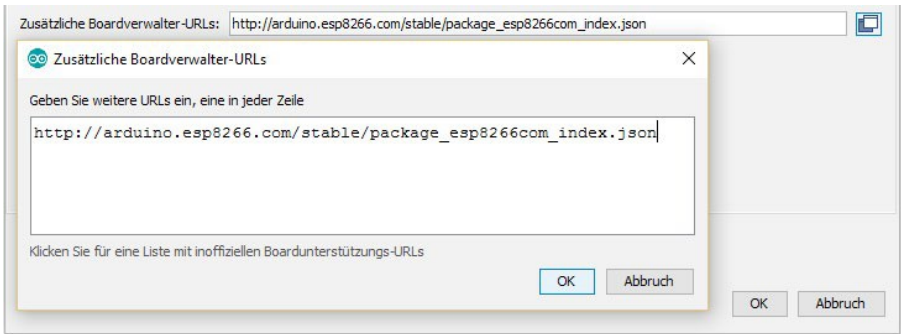 Zusätzliche Boardverwalter-URLs: http://arduino.esp8266.com/stable/package_esp8266com_index.json
Zusätzliche Boardverwalter-URLs
Geben Sie weitere URLs ein, eine in jeder Zeile
http://arduino.esp8266.com/stable/package_esp8266com_index.json
Klicken Sie für eine Liste mit inoffiziellen Boardunterstützungs-URLs
OK Abbruch
OK Abbruch